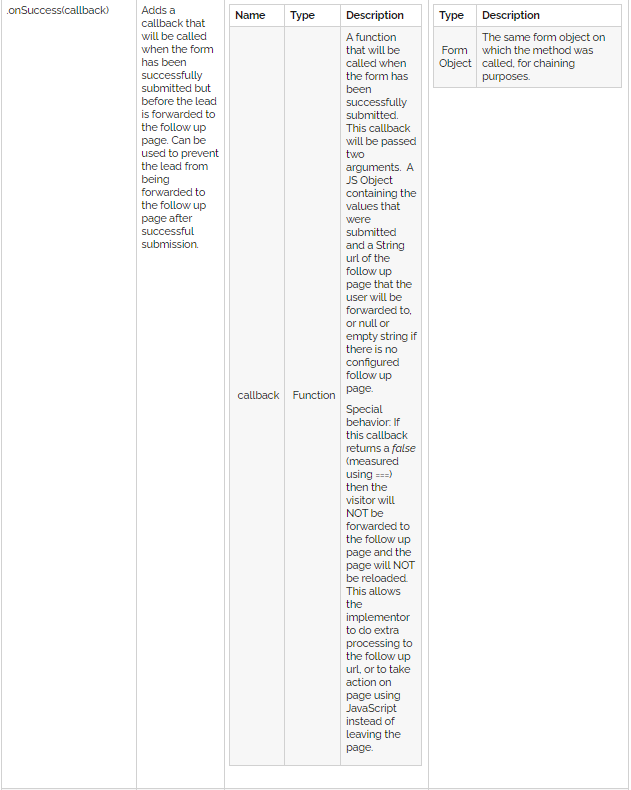 .onSuccess(callback)
Adds a
callback that
will be called
when the form
has been
successfully
submitted but
before the lead
is forwarded to
the follow up
page. Can be
used to prevent
the lead from
being
forwarded to
the follow up
page after
successful
submission.
Name Type Description
callback
Function
A function
that will be
called when
the form has
been
successfully
submitted.
This callback
will be passed
two
arguments.  A
JS Object
containing the
values that
were
submitted
and a String
url of the
follow up
page that the
user will be
forwarded to,
or null or
empty string if
there is no
configured
follow up
page.
Special
behavior: If
this callback
returns a false
(measured
using ===)
then the
visitor will
NOT be
forwarded to
the follow up
page and the
page will NOT
be reloaded.
This allows
the
implementor
to do extra
processing to
the follow up
url, or to take
action on
page using
JavaScript
instead of
leaving the
page.
Type Description
Form
Object
The same form object on
which the method was
called, for chaining
purposes.